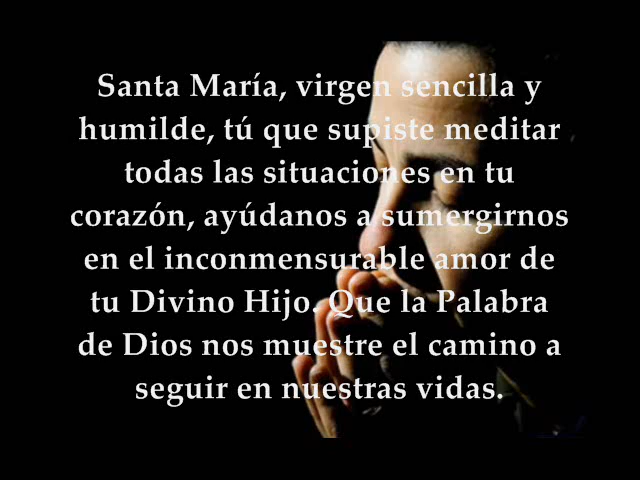 Santa María, virgen sencilla y
humilde, tú que supiste meditar
todas las situaciones en tu
corazón, ayúdanos a sumergirnos
en el inconmensurable amor de
tu Divino Hijo. Que la Palabra
de Dios nos muestre el camino a
seguir en nuestras vidas.